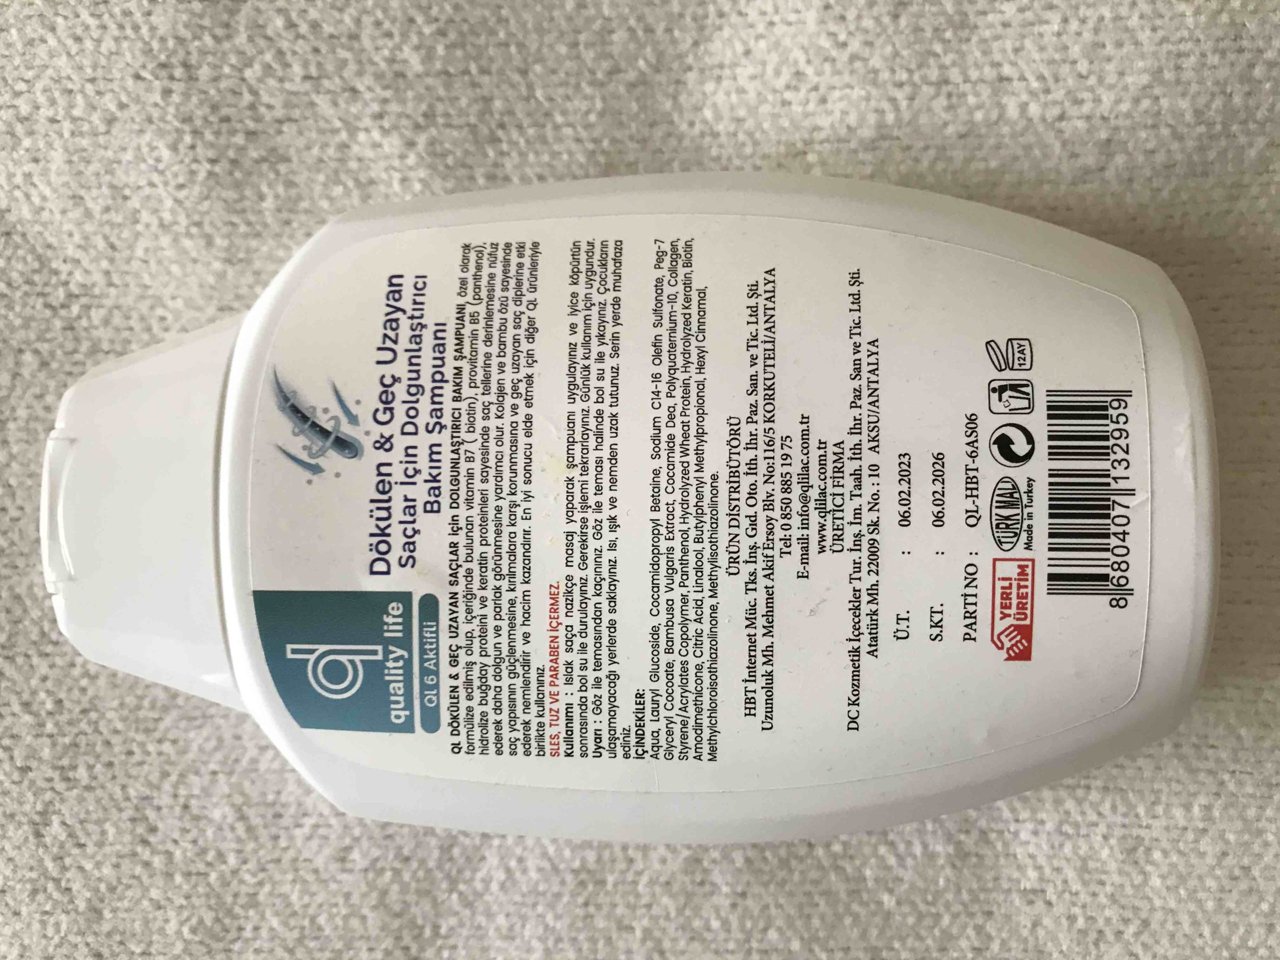 quality life
QL 6 Aktifli
Dökülen & Geç Uzayan
Saçlar İçin Dolgunlaştırıcı
Bakım Şampuanı
QL DÖKÜLEN & GEÇ UZAYAN SAÇLAR İÇİN DOLGUNLAŞTIRICI BAKIM ŞAMPUANI, özel olarak
formülize edilmiş olup, içeriğinde bulunan vitamin B7 ( biotin), provitamin B5 (panthenol),
hidrolize buğday proteini ve keratin proteinleri sayesinde saç tellerine derinlemesine nüfuz
ederek daha dolgun ve parlak görünmesine yardımcı olur. Kolajen ve bambu özü sayesinde
saç yapısının güçlenmesine, kırılmalara karşı korunmasına ve geç uzayan saç diplerine etki
ederek nemlendirir ve hacim kazandırır. En iyi sonucu elde etmek için diğer QL ürünleriyle
birlikte kullanınız.
SLES, TUZ VE PARABEN İÇERMEZ.
Kullanımı : Islak saça nazikçe masaj yaparak şampuanı uygulayınız ve iyice köpürtün
sonrasında bol su ile durulayınız. Gerekirse işlemi tekrarlayınız. Günlük kullanım için uygundur.
Uyarı : Göz ile temasından kaçınınız. Göz ile teması halinde bol su ile yıkayınız. Çocukların
ulaşamayacağı yerlerde saklayınız. Isı, ışık ve nemden uzak tutunuz. Serin yerde muhafaza
ediniz.
İÇİNDEKİLER:
Aqua, Lauryl Glucoside, Cocamidopropyl Betaine, Sodium C14-16 Olefin Sulfonate, Peg-7
Glyceryl Cocoate, Bambusa Vulgaris Extract, Cocamide Dea, Polyquaternium-10, Collagen,
Styrene/Acrylates Copolymer, Panthenol, Hydrolyzed Wheat Protein, Hydrolyzed Keratin, Biotin,
Amodimethicone, Citric Acid, Linalool, Butylphenyl Methylpropional, Hexyl Cinnamal,
Methylchloroisothiazolinone, Methylisothiazolinone.
ÜRÜN DİSTRİBÜTÖRÜ
HBT İnternet Müc. Tks. İnş. Gad. Oto. İth. İhr. Paz. San. ve Tic. Ltd. Şti.
Uzunoluk Mh. Mehmet Akif Ersoy Blv. No:116/5 KORKUTELİ/ANTALYA
Tel: 0 850 885 19 75
E-mail: info@qlilac.com.tr
www.qlilac.com.tr
ÜRETİCİ FİRMA
DC Kozmetik İçecekler Tur. İnş. İm. Taah. İth. İhr. Paz. San ve Tic. Ltd. Şti.
Atatürk Mh. 22009 Sk. No. : 10 AKSU/ANTALYA
Ü.T. : 06.02.2023
S.KT. : 06.02.2026
PARTİ NO : QL-HBT-6AS06
YERLİ
ÜRETİM
TÜRK MALI
Made in Turkey
12AY
8 680407 132959